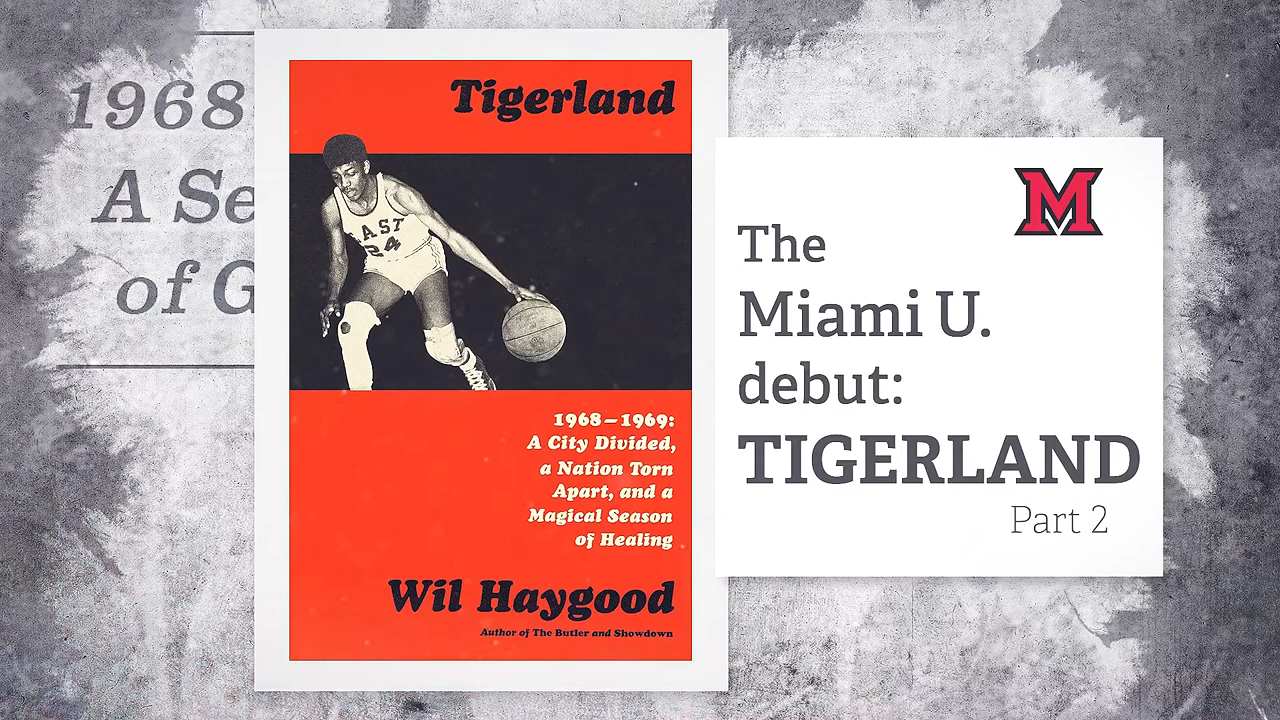 1968
A Se
of G
Tigerland
EAST
24
1968–1969:
A City Divided,
a Nation Torn
Apart, and a
Magical Season
of Healing
Wil Haygood
Author of The Butler and Showdown
M
The
Miami U.
debut:
TIGERLAND
Part 2